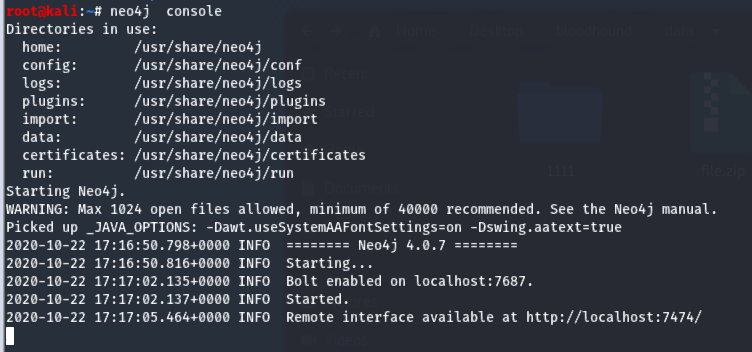 root@kali:~# neo4j  console
Directories in use:
  home:         /usr/share/neo4j
  config:       /usr/share/neo4j/conf
  logs:         /usr/share/neo4j/logs
  plugins:      /usr/share/neo4j/plugins
  import:       /usr/share/neo4j/import
  data:         /usr/share/neo4j/data
  certificates: /usr/share/neo4j/certificates
  run:          /usr/share/neo4j/run
Starting Neo4j.
WARNING: Max 1024 open files allowed, minimum of 40000 recommended. See the Neo4j manual.
Picked up _JAVA_OPTIONS: -Dawt.useSystemAAFontSettings=on -Dswing.aatext=true
2020-10-22 17:16:50.798+0000 INFO  ======== Neo4j 4.0.7 ========
2020-10-22 17:16:50.816+0000 INFO  Starting...
2020-10-22 17:17:02.135+0000 INFO  Bolt enabled on localhost:7687.
2020-10-22 17:17:02.137+0000 INFO  Started.
2020-10-22 17:17:05.464+0000 INFO  Remote interface available at http://localhost:7474/
1111
file.zip